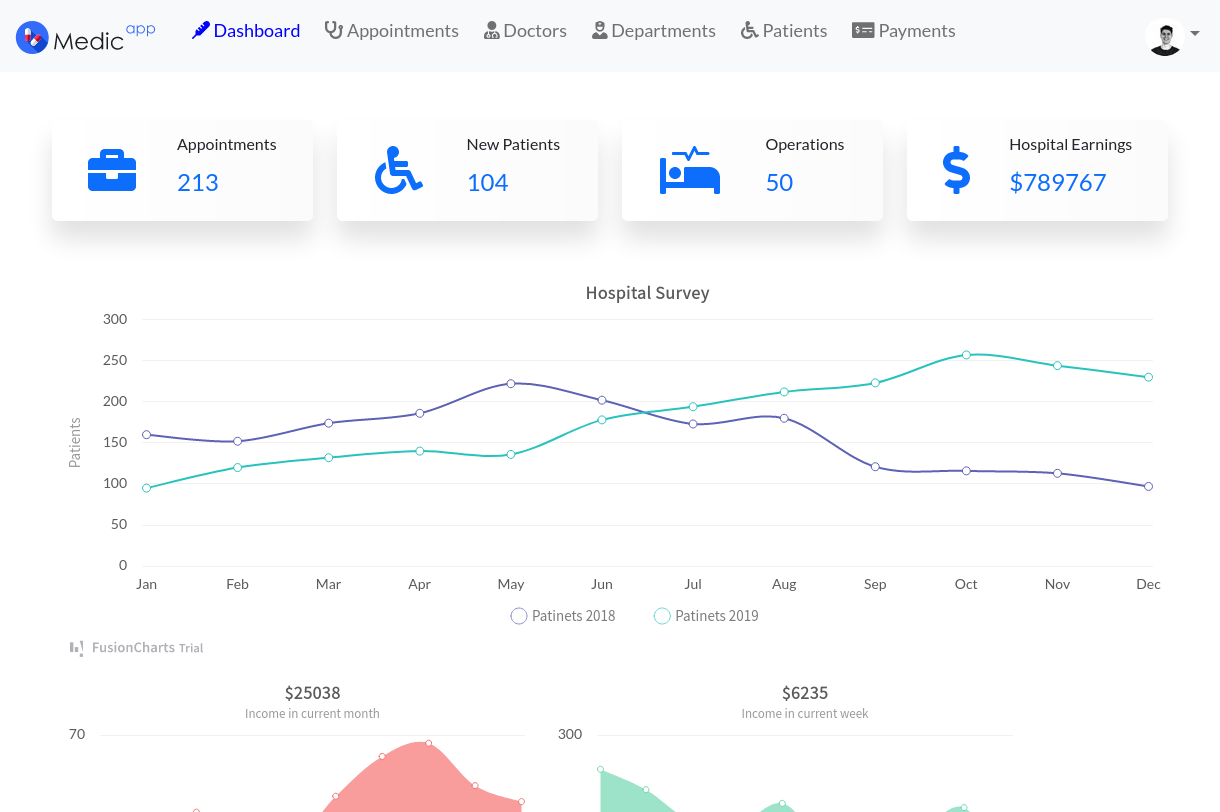 Medic app Dashboard Appointments Doctors Departments Patients Payments
Appointments
213
New Patients
104
Operations
50
Hospital Earnings
$789767
Hospital Survey
300
250
200
150
100
50
0
Patients
Jan Feb Mar Apr May Jun Jul Aug Sep Oct Nov Dec
Patinets 2018 Patinets 2019
FusionCharts Trial
$25038
Income in current month
70
$6235
Income in current week
300